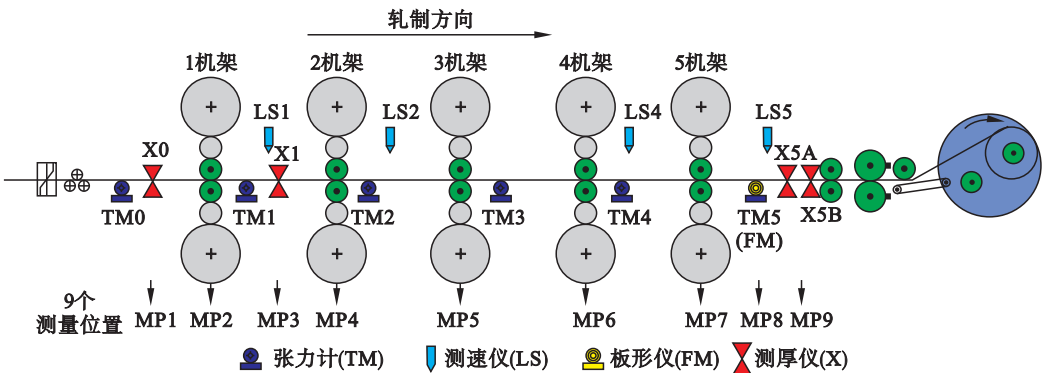 轧制方向
1机架
2机架
3机架
4机架
5机架
LS1
LS2
LS4
LS5
X0
X1
X5A
TM0
TM1
TM2
TM3
TM4
TM5
(FM)
X5B
9个
测量位置
MP1
MP2
MP3
MP4
MP5
MP6
MP7
MP8
MP9
张力计(TM)
测速仪(LS)
板形仪(FM)
测厚仪(X)